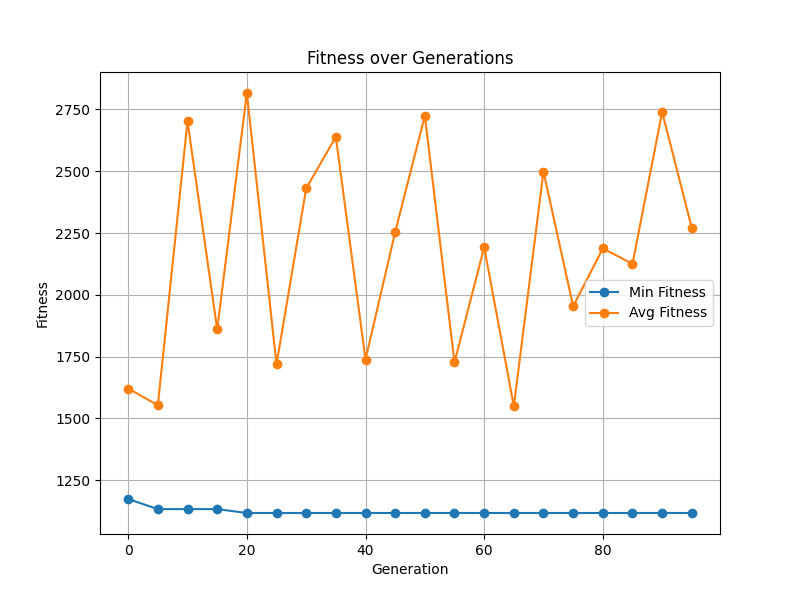 Fitness over Generations
Fitness
2750
2500
2250
2000
1750
1500
1250
Min Fitness
Avg Fitness
0 20 40 60 80
Generation